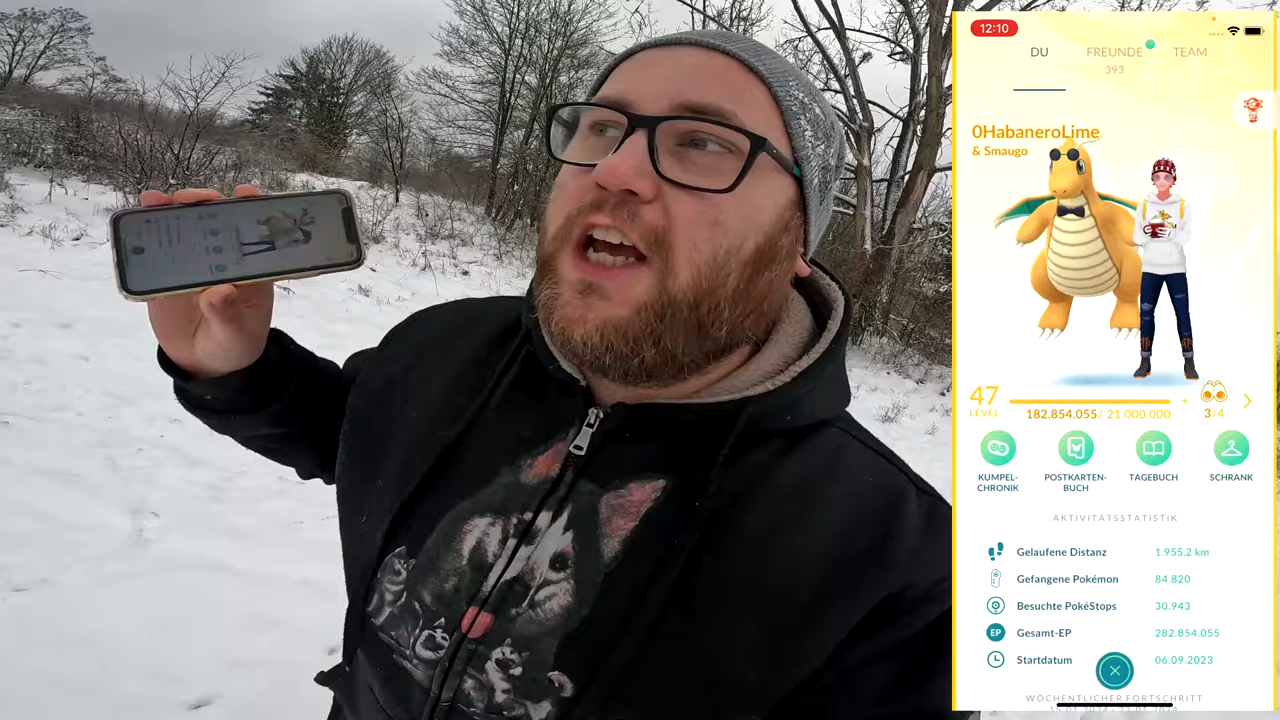 12:10
DU
FREUNDE
TEAM
393
0HabaneroLime
& Smaugo
47
LEVEL
182.854.055/ 21.000.000
+
3/4
KUMPEL-
CHRONIK
POSTKARTEN-
BUCH
TAGEBUCH
SCHRANK
AKTIVITÄTSSTATISTIK
Gelaufene Distanz 1.955,2 km
Gefangene Pokémon 84.820
Besuchte PokéStops 30.943
EP Gesamt-EP 282.854.055
Startdatum 06.09.2023
WÖCHENTLICHER FORTSCHRITT